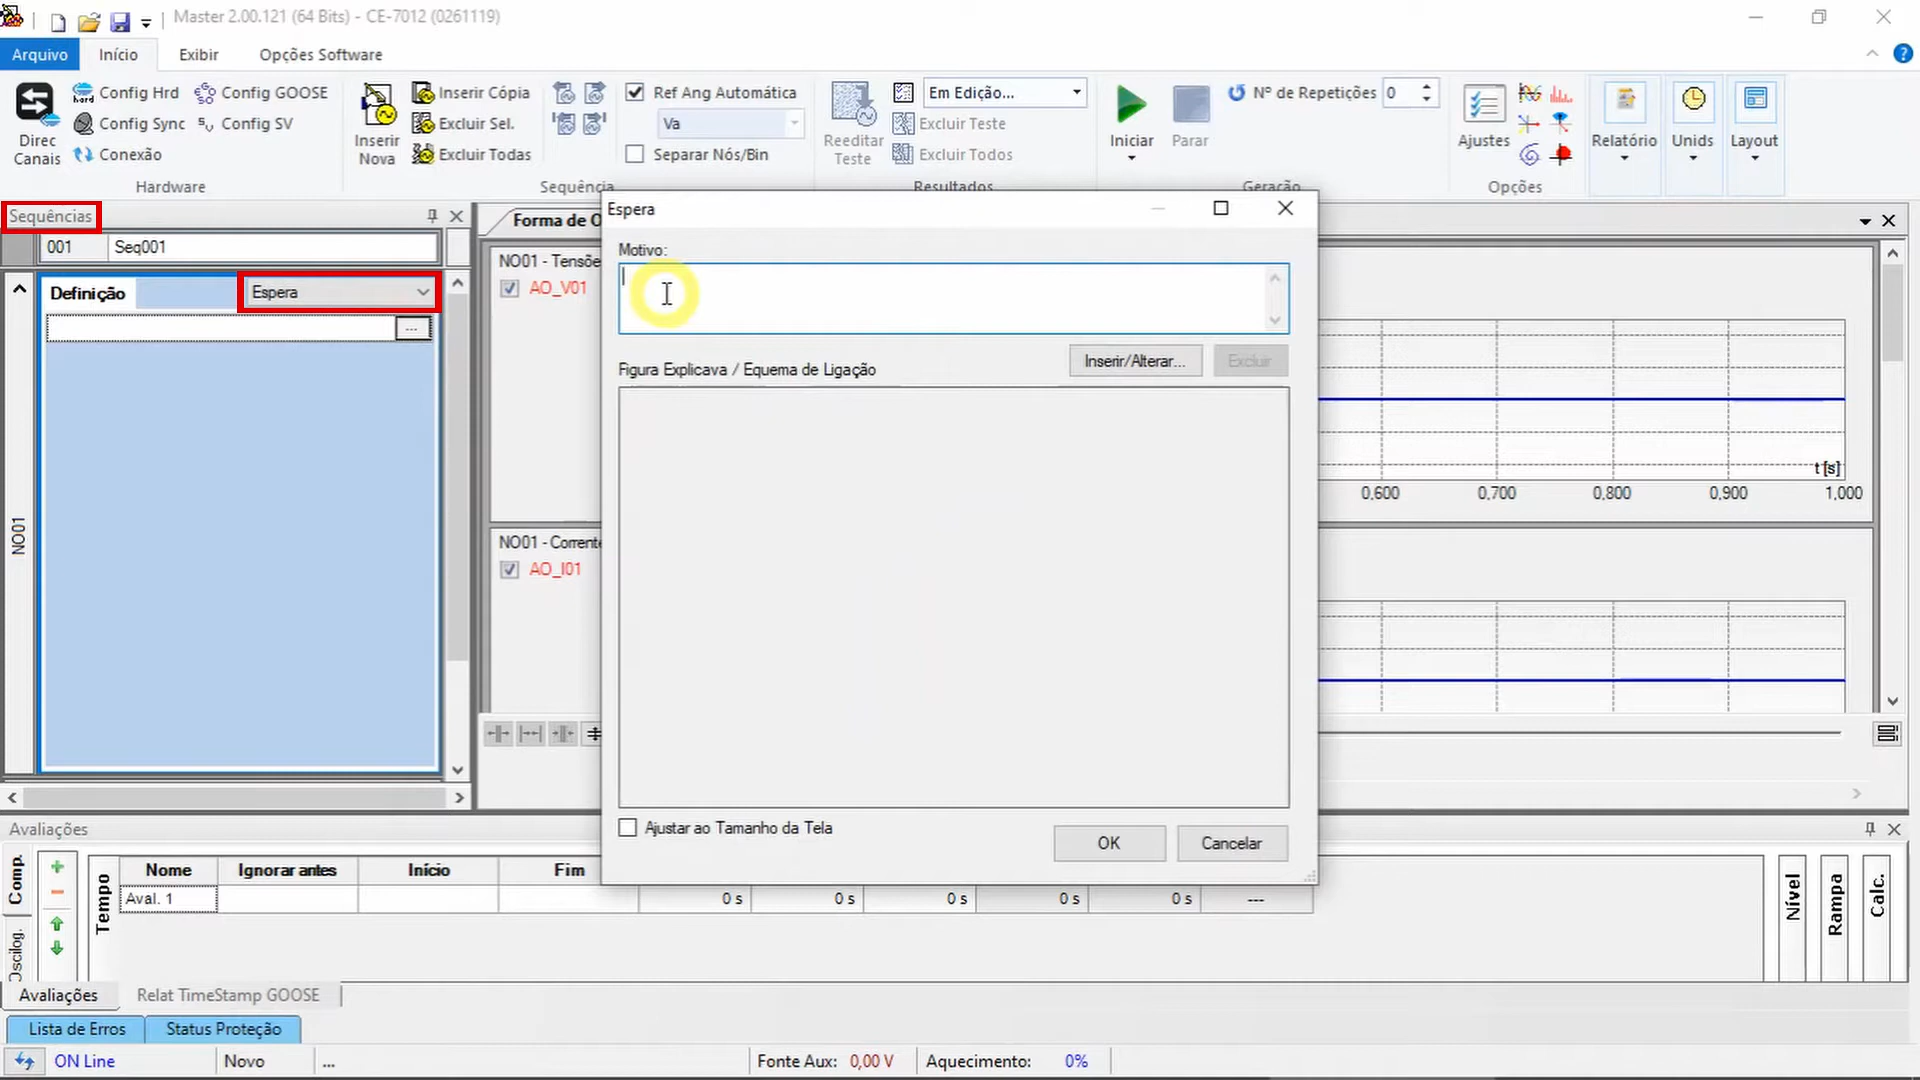 Master 2.00.121 (64 Bits) - CE-7012 (0261119)
Arquivo Início Exibir Opções Software
Direc Canais
Config Hrd
Config GOOSE
Config Sync
Config SV
Conexão
Hardware
Inserir Nova
Inserir Cópia
Excluir Sel.
Excluir Todas
Ref Ang Automática
Va
Separar Nós/Bin
Sequência
Reeditar Teste
Em Edição...
Excluir Teste
Excluir Todos
Resultados
Iniciar
Parar
Nº de Repetições 0
Geração
Ajustes
Opções
Relatório
Unids
Layout
Sequências
001 Seq001
Definição Espera
...
NO01
Forma de O
NO01 - Tensões
AO_V01
NO01 - Corrente
AO_I01
t [s]
0,600 0,700 0,800 0,900 1,000
Espera
Motivo:
Figura Explicava / Equema de Ligação
Inserir/Alterar...
Excluir
Ajustar ao Tamanho da Tela
OK
Cancelar
Avaliações
Comp.
Oscilog.
Tempo
Nome Ignorar antes Início Fim
Aval. 1 0 s 0 s 0 s 0 s 0 s ---
Nível
Rampa
Calc.
Avaliações Relat TimeStamp GOOSE
Lista de Erros Status Proteção
ON Line Novo ... Fonte Aux: 0,00 V Aquecimento: 0%